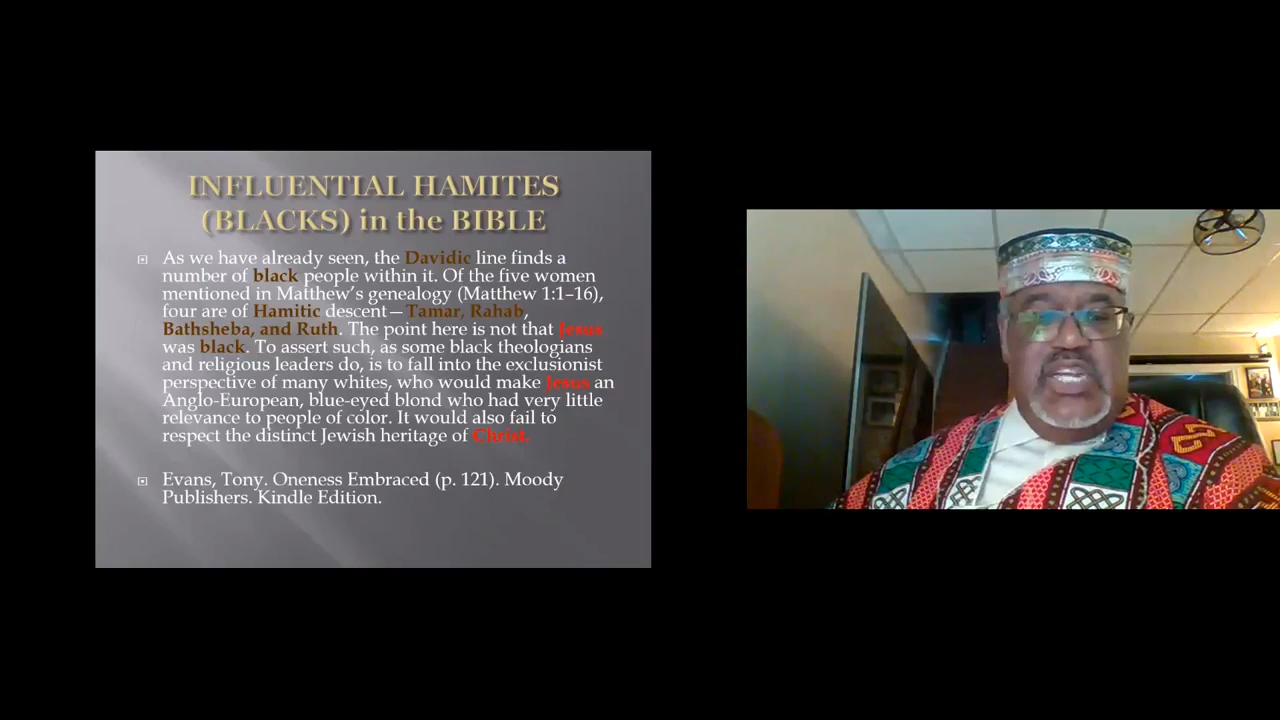 INFLUENTIAL HAMITES
(BLACKS) in the BIBLE
As we have already seen, the Davidic line finds a
number of black people within it. Of the five women
mentioned in Matthew’s genealogy (Matthew 1:1–16),
four are of Hamitic descent—Tamar, Rahab,
Bathsheba, and Ruth. The point here is not that Jesus
was black. To assert such, as some black theologians
and religious leaders do, is to fall into the exclusionist
perspective of many whites, who would make Jesus an
Anglo-European, blue-eyed blond who had very little
relevance to people of color. It would also fail to
respect the distinct Jewish heritage of Christ.
Evans, Tony. Oneness Embraced (p. 121). Moody
Publishers. Kindle Edition.